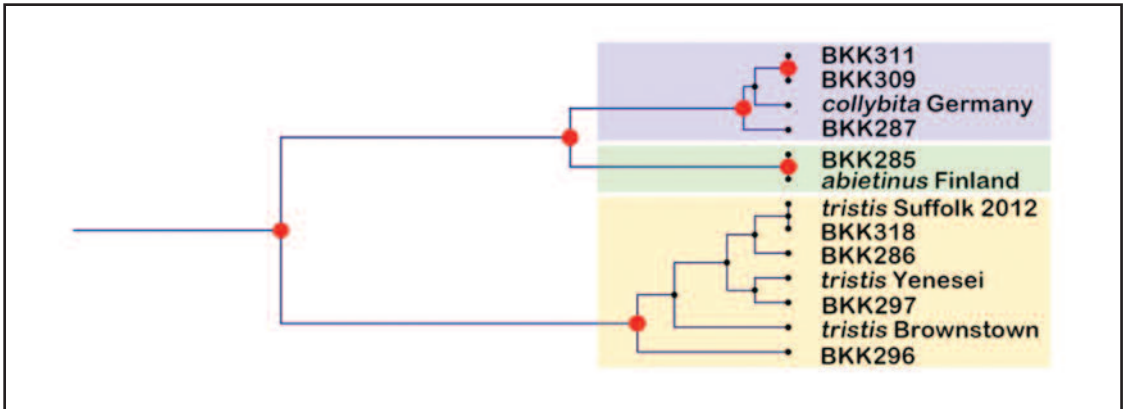 BKK311
BKK309
collybita Germany
BKK287
BKK285
abietinus Finland
tristis Suffolk 2012
BKK318
BKK286
tristis Yenesei
BKK297
tristis Brownstown
BKK296